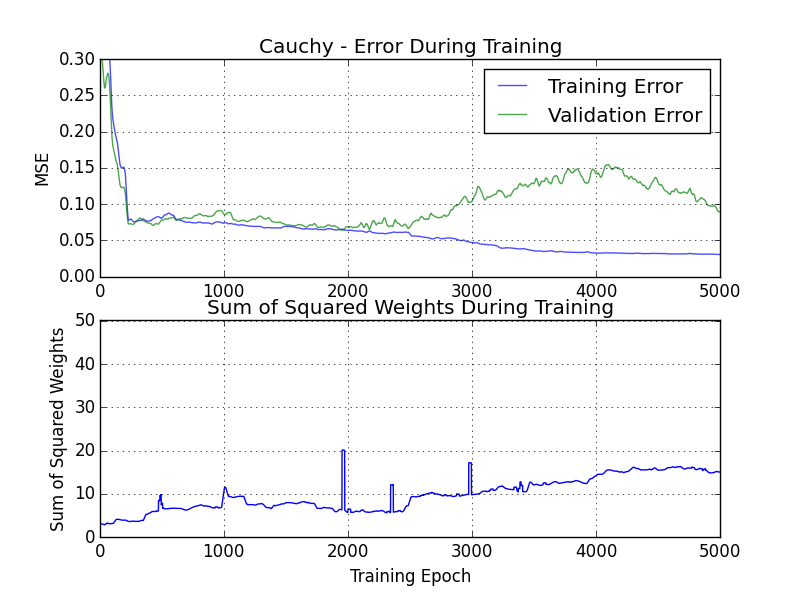 Cauchy - Error During Training
0.30
0.25
0.20
0.15
0.10
0.05
0.00
MSE
Training Error
Validation Error
0 1000 2000 3000 4000 5000
Sum of Squared Weights During Training
50
40
30
20
10
0
Sum of Squared Weights
0 1000 2000 3000 4000 5000
Training Epoch